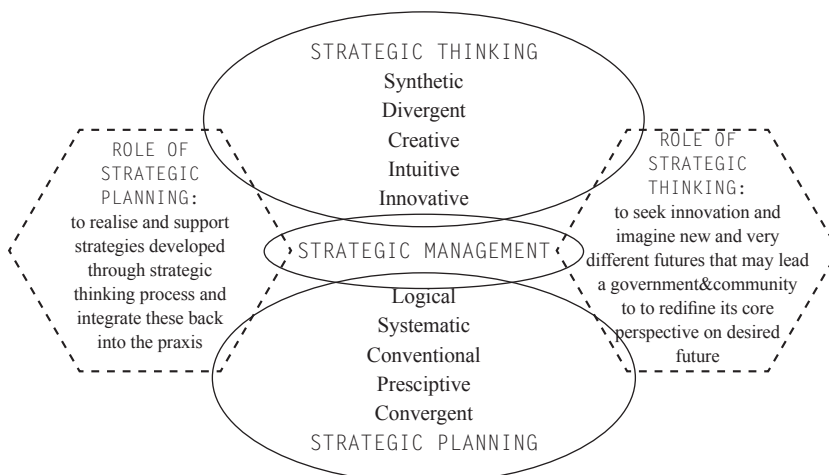 STRATEGIC THINKING
Synthetic
Divergent
Creative
Intuitive
Innovative
ROLE OF
STRATEGIC
PLANNING:
to realise and support
strategies developed
through strategic
thinking process and
integrate these back
into the praxis
STRATEGIC MANAGEMENT
ROLE OF
STRATEGIC
THINKING:
to seek innovation and
imagine new and very
different futures that may lead
a government&community
to to redifine its core
perspective on desired
future
Logical
Systematic
Conventional
Presciptive
Convergent
STRATEGIC PLANNING